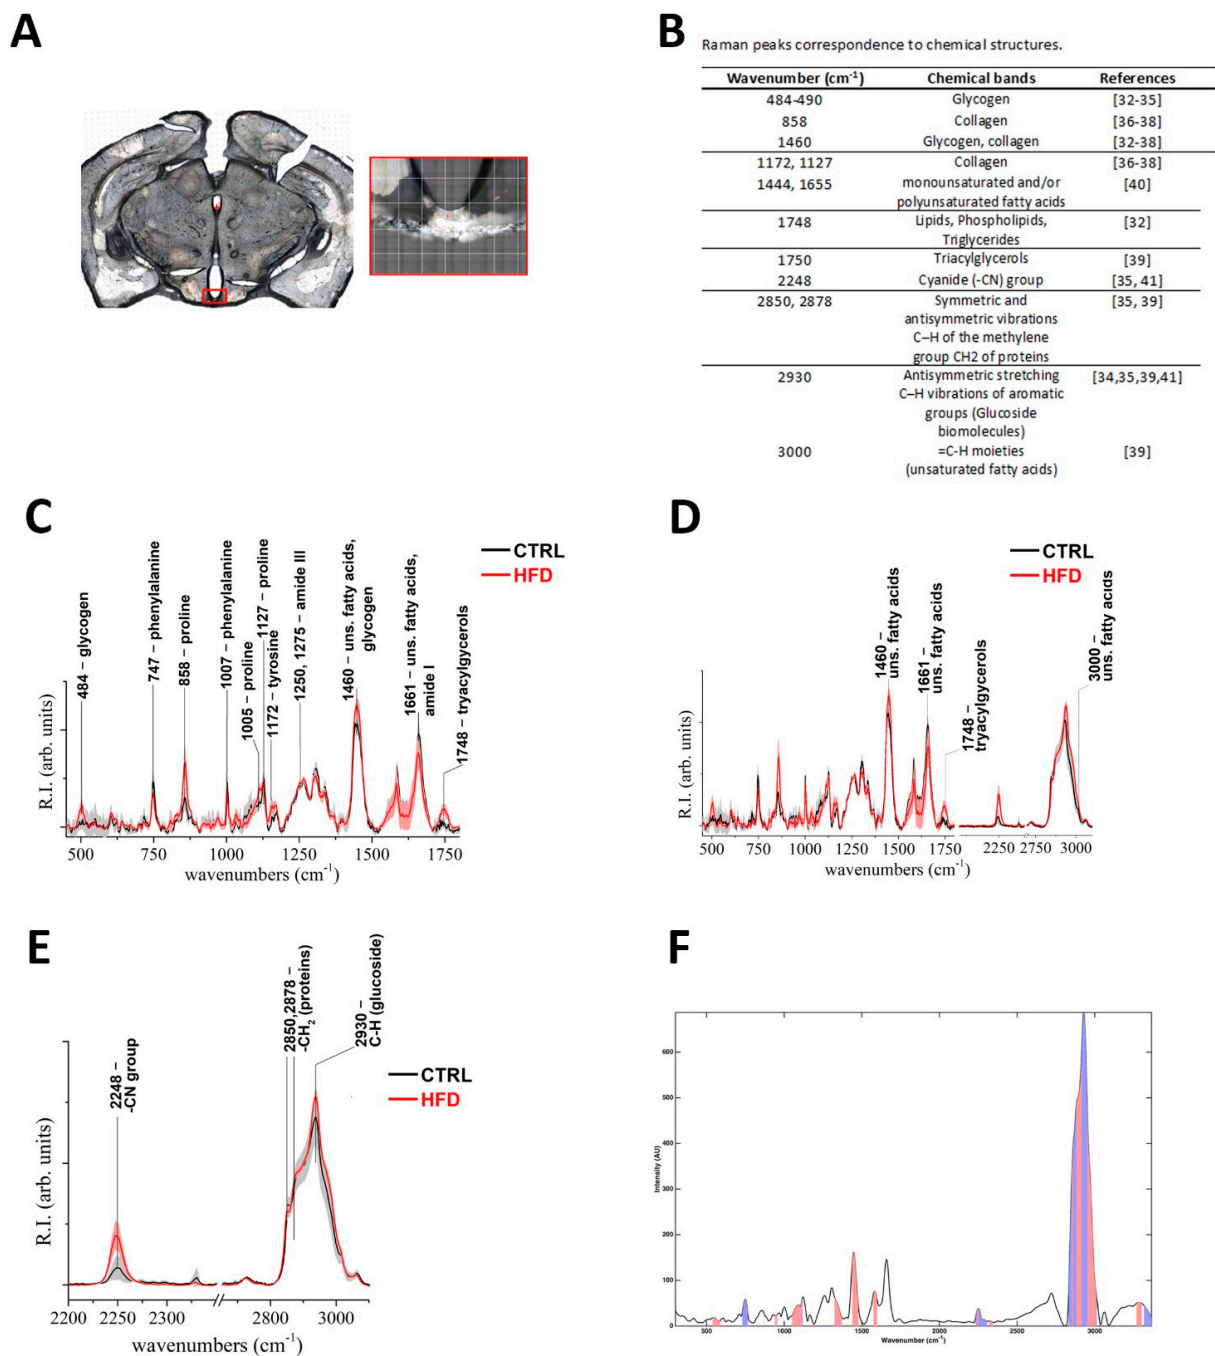 A
B
Raman peaks correspondence to chemical structures.
Wavenumber (cm-1) Chemical bands References
484-490 Glycogen [32-35]
858 Collagen [36-38]
1460 Glycogen, collagen [32-38]
1172, 1127 Collagen [36-38]
1444, 1655 monounsaturated and/or [40]
polyunsaturated fatty acids
1748 Lipids, Phospholipids, [32]
Triglycerides
1750 Triacylglycerols [39]
2248 Cyanide (-CN) group [35, 41]
2850, 2878 Symmetric and [35, 39]
antisymmetric vibrations
C–H of the methylene
group CH2 of proteins
2930 Antisymmetric stretching [34,35,39,41]
C–H vibrations of aromatic
groups (Glucoside
biomolecules)
3000 =C-H moieties [39]
(unsaturated fatty acids)
C
484 – glycogen
747 – phenylalanine
858 – proline
1007 – phenylalanine
1005 – proline
1127 – proline
1172 – tyrosine
1250, 1275 – amide III
1460 – uns. fatty acids,
glycogen
1661 – uns. fatty acids,
amide I
1748 – tryacylgycerols
CTRL
HFD
R.I. (arb. units)
500 750 1000 1250 1500 1750
wavenumbers (cm-1)
D
1460 –
uns. fatty acids
1661 –
uns. fatty acids
1748 –
tryacylglycerols
3000 –
uns. fatty acids
CTRL
HFD
R.I. (arb. units)
500 750 1000 1250 1500 1750 2250 2750 3000
wavenumbers (cm-1)
E
2248 –
-CN group
2850,2878 –
-CH2 (proteins)
2930 –
C-H (glucoside)
CTRL
HFD
R.I. (arb. units)
2200 2250 2300 2800 3000
wavenumbers (cm-1)
F
600
500
400
300
200
100
0
Intensity (AU)
500 1000 1500 2000 2500 3000
Wavenumber (cm-1)